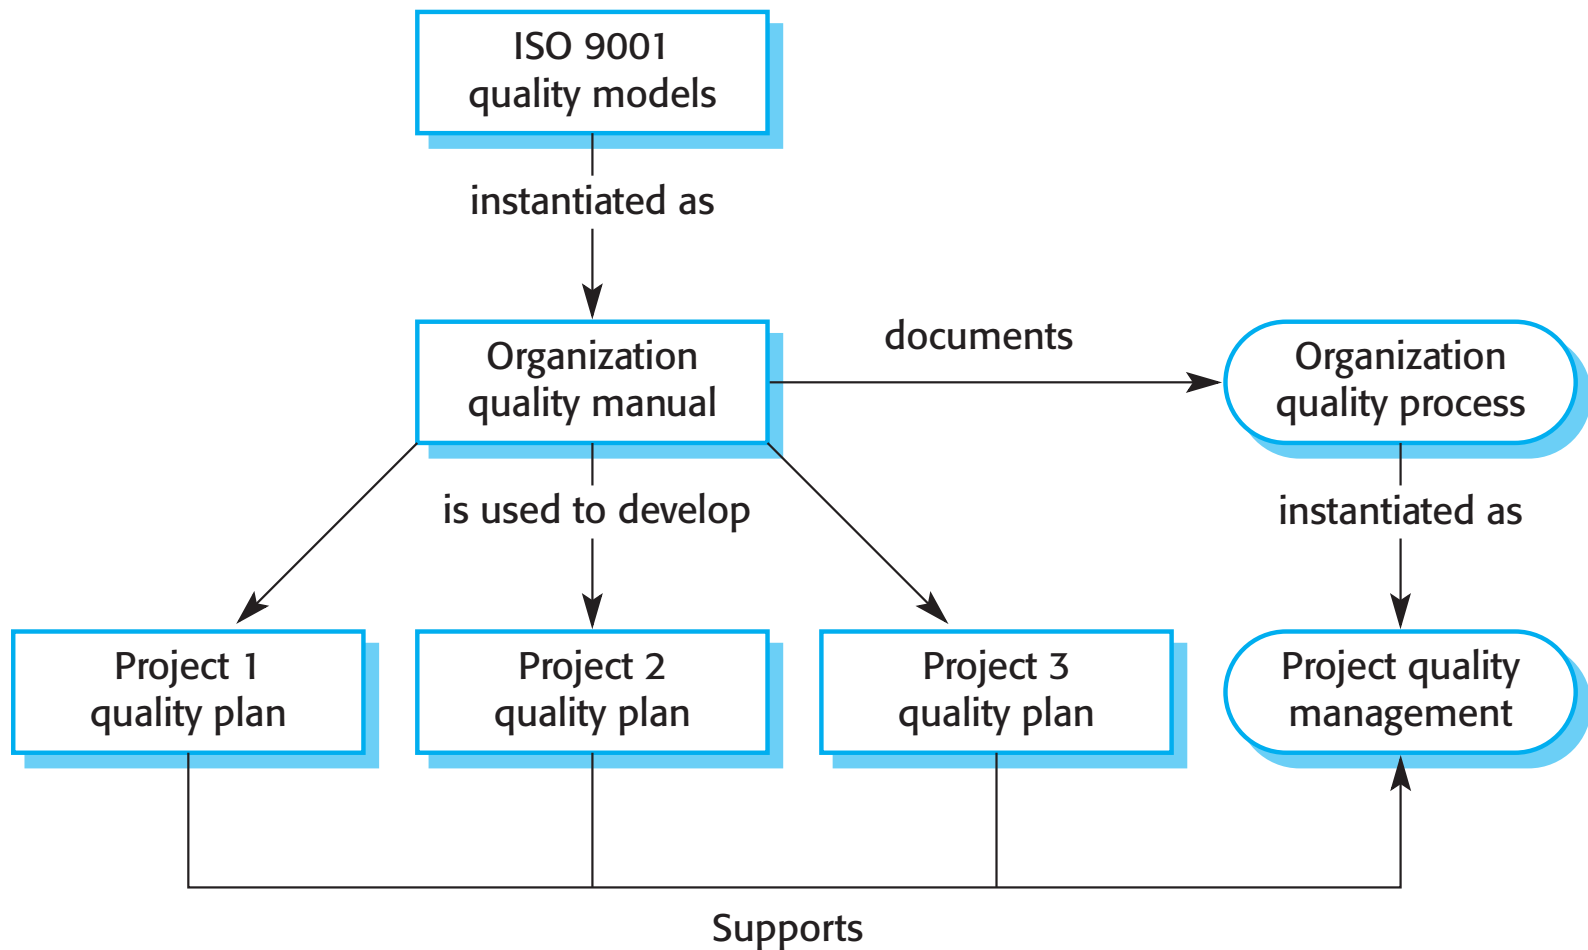 ISO 9001
quality models
instantiated as
documents
Organization
quality manual
Organization
quality process
is used to develop
instantiated as
Project 1
quality plan
Project 2
quality plan
Project 3
quality plan
Project quality
management
Supports